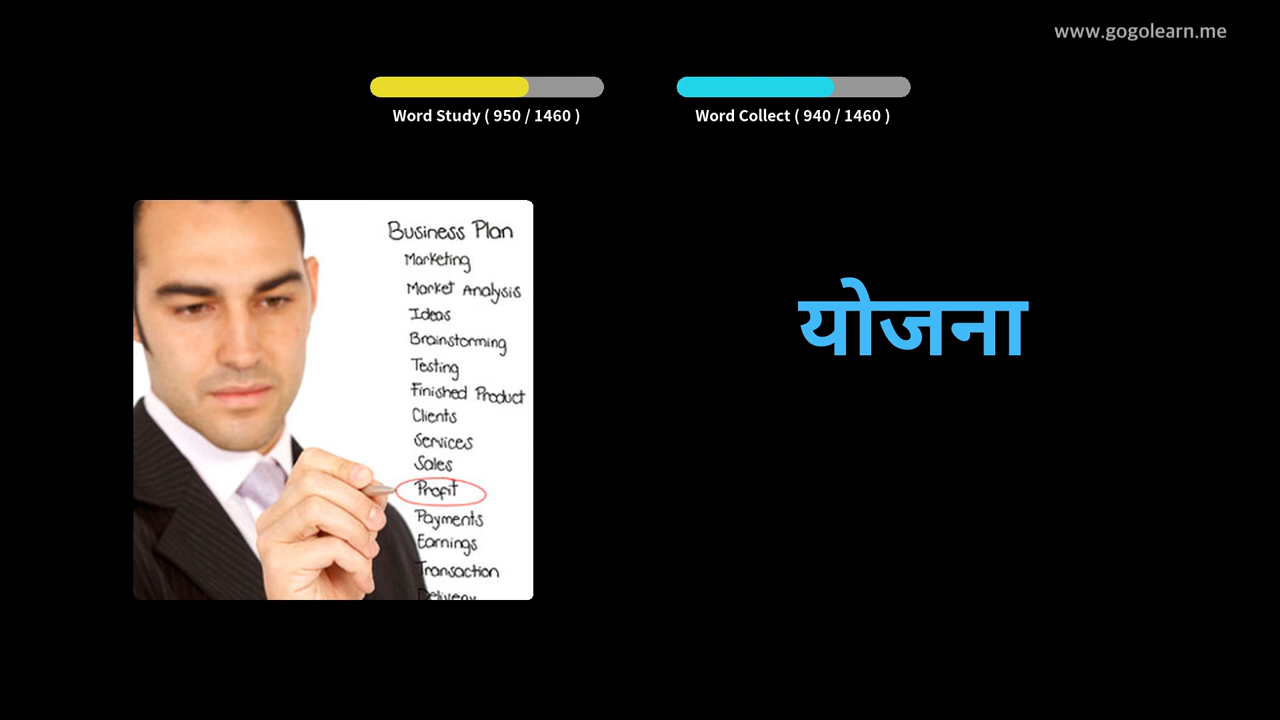 www.gogolearn.me
Word Study ( 950 / 1460 )
Word Collect ( 940 / 1460 )
Business Plan
Marketing
Market Analysis
Ideas
Brainstorming
Testing
Finished Product
Clients
Services
Sales
Profit
Payments
Earnings
Transaction
Delivery
योजना